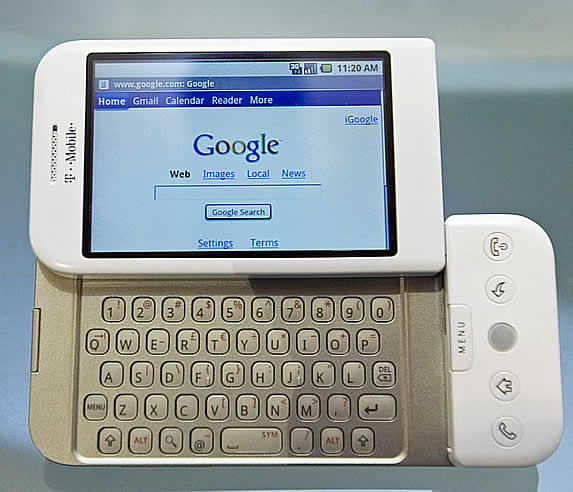 3G 11:20 AM
www.google.com: Google
Home Gmail Calendar Reader More
iGoogle
Google
Web Images Local News
Google Search
Settings Terms
T··Mobile·
1 ! 2 @ 3 # 4 $ 5 % 6 ^ 7 & 8 * 9 ( 0 )
Q W E R T Y U I O P
A S D F G H J K L DEL
MENU Z X C V B N M , ?
ALT @ SYM . / ALT
MENU